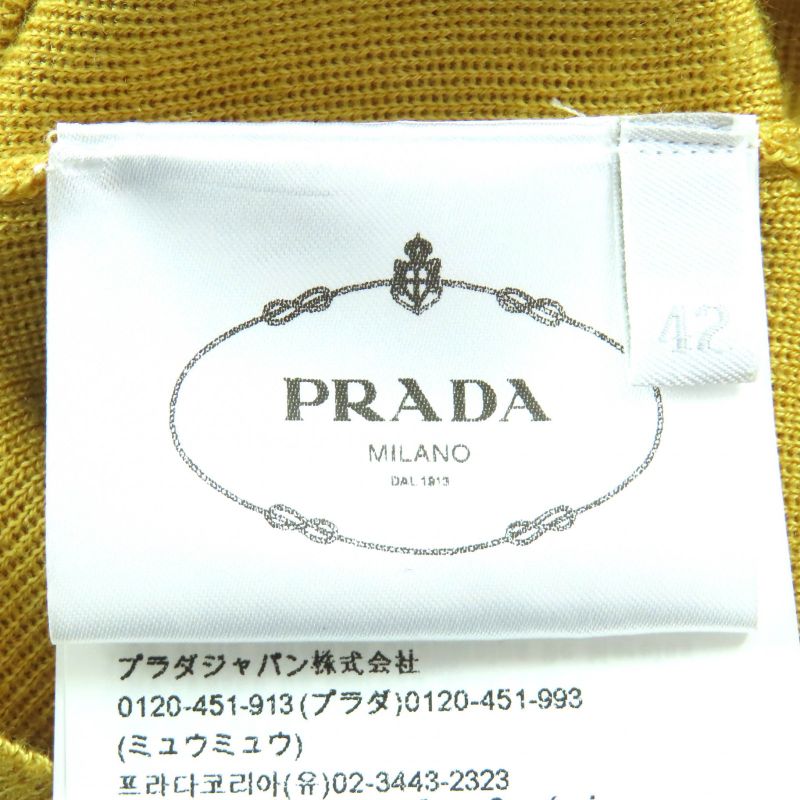 42
PRADA
MILANO
DAL 1913
プラダジャパン株式会社
0120-451-913(プラダ)0120-451-993
(ミュウミュウ)
프라다코리아(유)02-3443-2323